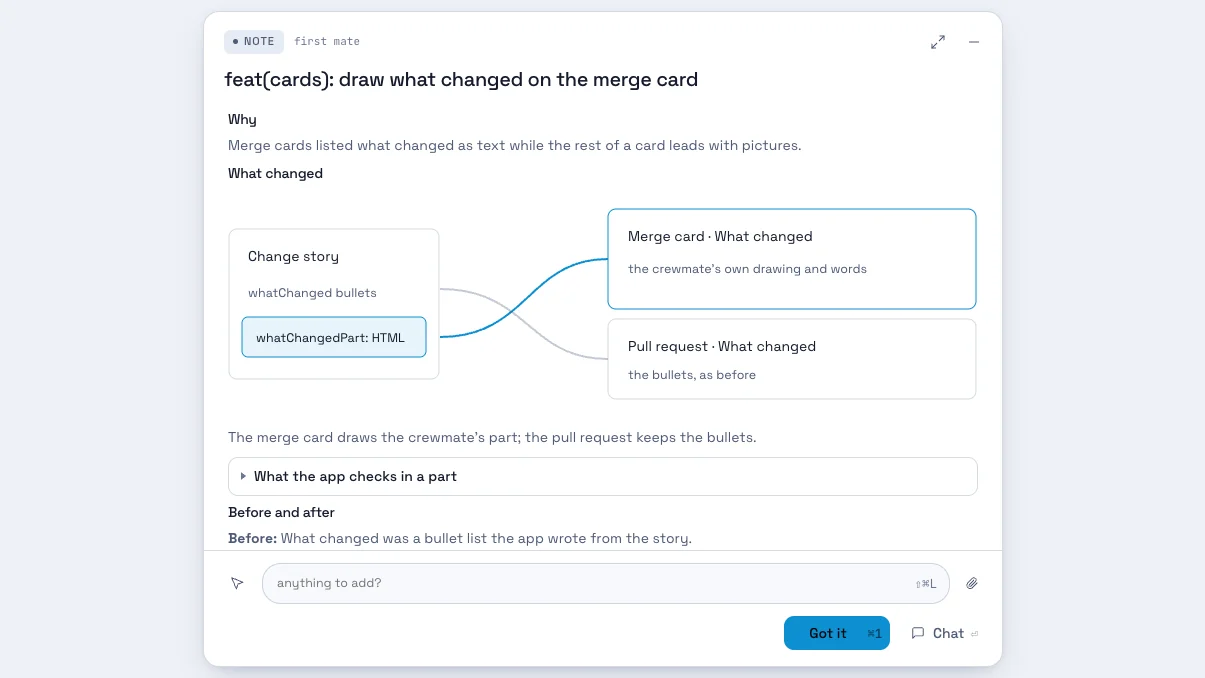 NOTE first mate
feat(cards): draw what changed on the merge card
Why
Merge cards listed what changed as text while the rest of a card leads with pictures.
What changed
Change story
whatChanged bullets
whatChangedPart: HTML
Merge card · What changed
the crewmate's own drawing and words
Pull request · What changed
the bullets, as before
The merge card draws the crewmate's part; the pull request keeps the bullets.
What the app checks in a part
Before and after
Before: What changed was a bullet list the app wrote from the story.
anything to add? ⇧⌘L
Got it ⌘1 Chat ⏎